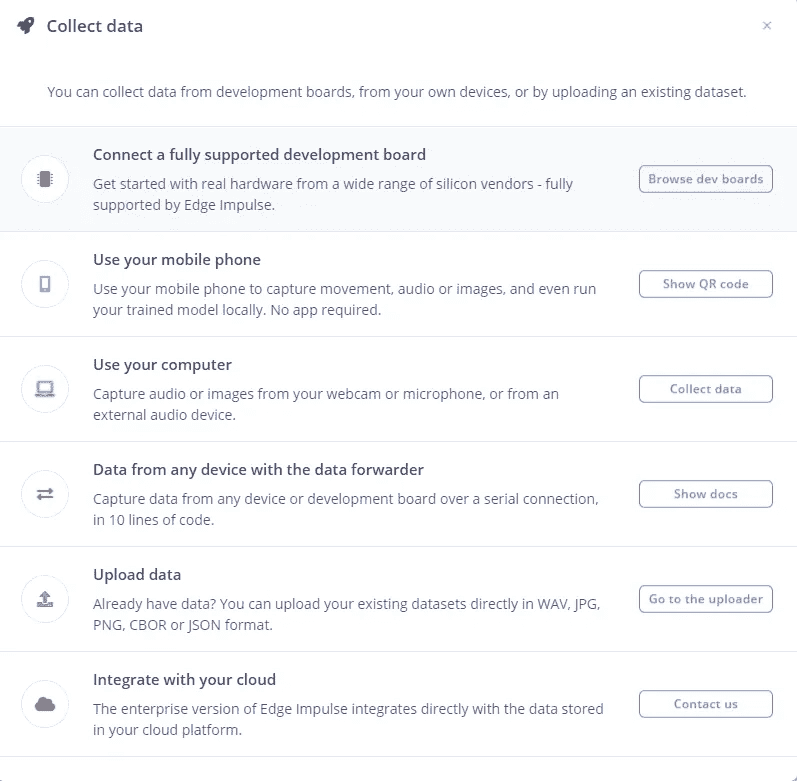 Collect data
You can collect data from development boards, from your own devices, or by uploading an existing dataset.
Connect a fully supported development board
Get started with real hardware from a wide range of silicon vendors - fully
supported by Edge Impulse.
Browse dev boards
Use your mobile phone
Use your mobile phone to capture movement, audio or images, and even run
your trained model locally. No app required.
Show QR code
Use your computer
Capture audio or images from your webcam or microphone, or from an
external audio device.
Collect data
Data from any device with the data forwarder
Capture data from any device or development board over a serial connection,
in 10 lines of code.
Show docs
Upload data
Already have data? You can upload your existing datasets directly in WAV, JPG,
PNG, CBOR or JSON format.
Go to the uploader
Integrate with your cloud
The enterprise version of Edge Impulse integrates directly with the data stored
in your cloud platform.
Contact us